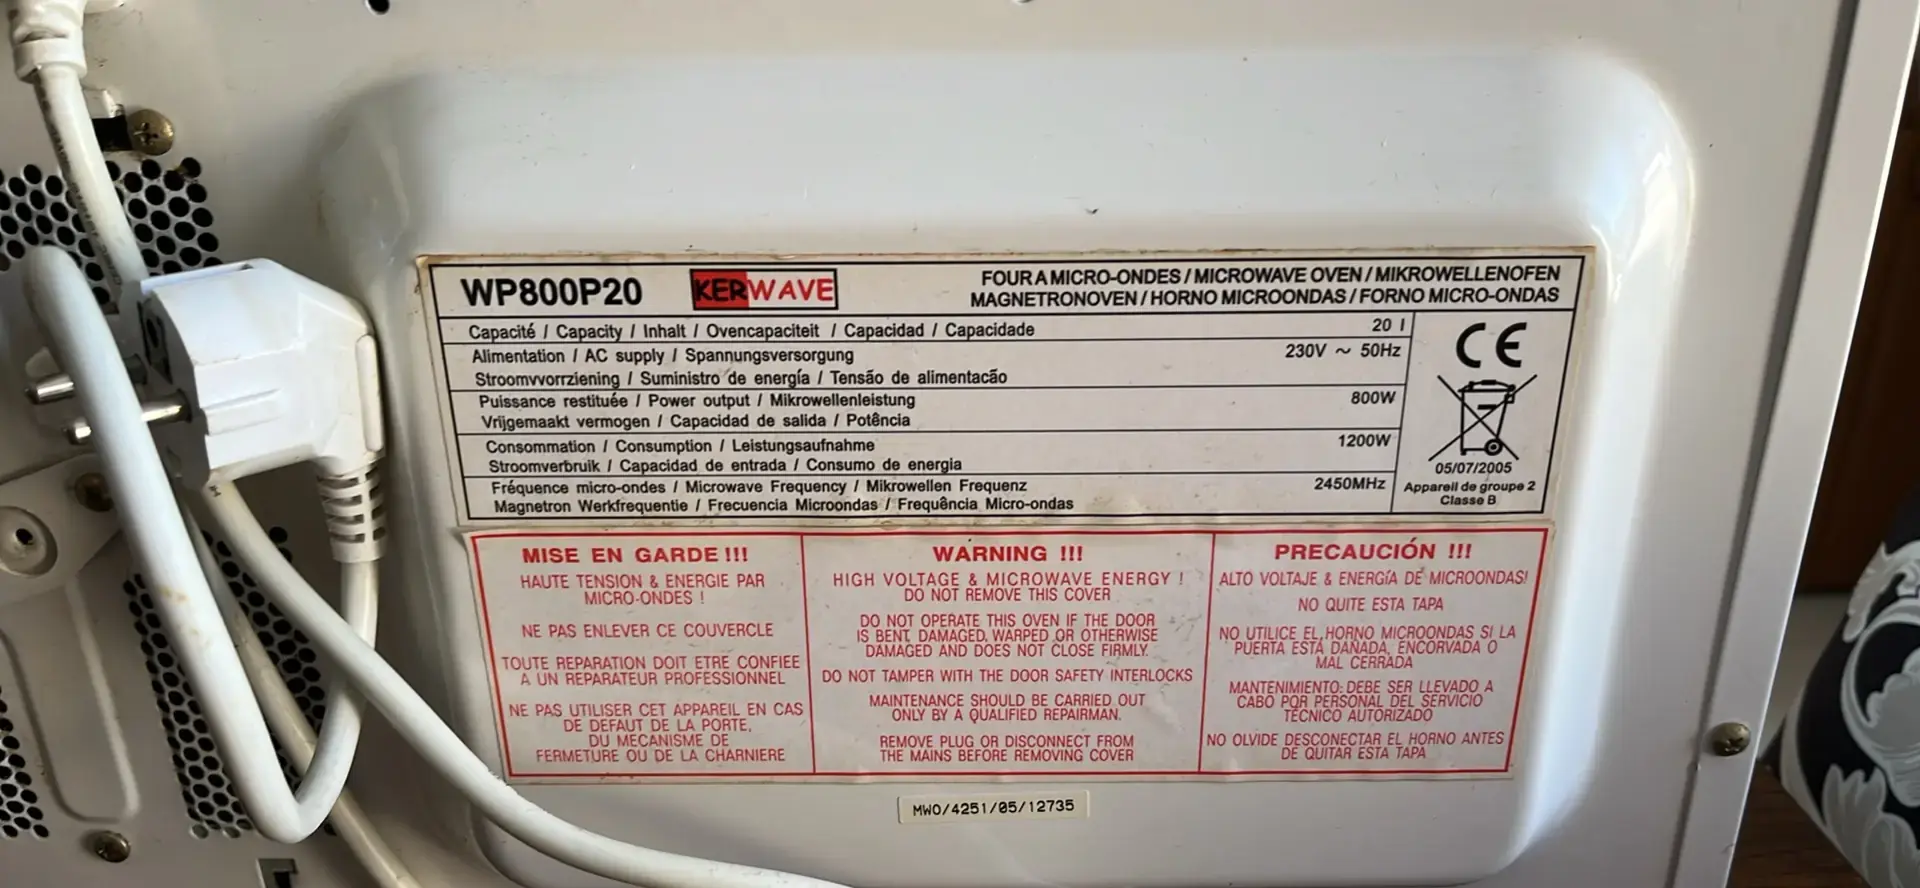 WP800P20
KERWAVE
FOUR A MICRO-ONDES / MICROWAVE OVEN / MIKROWELLENOFEN
MAGNETRONOVEN / HORNO MICROONDAS / FORNO MICRO-ONDAS
Capacité / Capacity / Inhalt / Ovencapaciteit / Capacidad / Capacidade
20 l
Alimentation / AC supply / Spannungsversorgung
230V ~ 50Hz
Stroomvvorrziening / Suministro de energía / Tensão de alimentacão
Puissance restituée / Power output / Mikrowellenleistung
800W
Vrijgemaakt vermogen / Capacidad de salida / Potência
Consommation / Consumption / Leistungsaufnahme
1200W
Stroomverbruik / Capacidad de entrada / Consumo de energia
Fréquence micro-ondes / Microwave Frequency / Mikrowellen Frequenz
2450MHz
Magnetron Werkfrequentie / Frecuencia Microondas / Frequência Micro-ondas
CE
05/07/2005
Appareil de groupe 2
Classe B
MISE EN GARDE !!!
HAUTE TENSION & ENERGIE PAR
MICRO-ONDES !
NE PAS ENLEVER CE COUVERCLE
TOUTE REPARATION DOIT ETRE CONFIEE
A UN REPARATEUR PROFESSIONNEL
NE PAS UTILISER CET APPAREIL EN CAS
DE DEFAUT DE LA PORTE,
DU MECANISME DE
FERMETURE OU DE LA CHARNIERE
WARNING !!!
HIGH VOLTAGE & MICROWAVE ENERGY !
DO NOT REMOVE THIS COVER
DO NOT OPERATE THIS OVEN IF THE DOOR
IS BENT, DAMAGED, WARPED OR OTHERWISE
DAMAGED AND DOES NOT CLOSE FIRMLY.
DO NOT TAMPER WITH THE DOOR SAFETY INTERLOCKS
MAINTENANCE SHOULD BE CARRIED OUT
ONLY BY A QUALIFIED REPAIRMAN.
REMOVE PLUG OR DISCONNECT FROM
THE MAINS BEFORE REMOVING COVER
PRECAUCIÓN !!!
ALTO VOLTAJE & ENERGÍA DE MICROONDAS!
NO QUITE ESTA TAPA
NO UTILICE EL HORNO MICROONDAS SI LA
PUERTA ESTÁ DAÑADA, ENCORVADA O
MAL CERRADA
MANTENIMIENTO: DEBE SER LLEVADO A
CABO POR PERSONAL DEL SERVICIO
TÉCNICO AUTORIZADO
NO OLVIDE DESCONECTAR EL HORNO ANTES
DE QUITAR ESTA TAPA
MWO/4251/05/12735